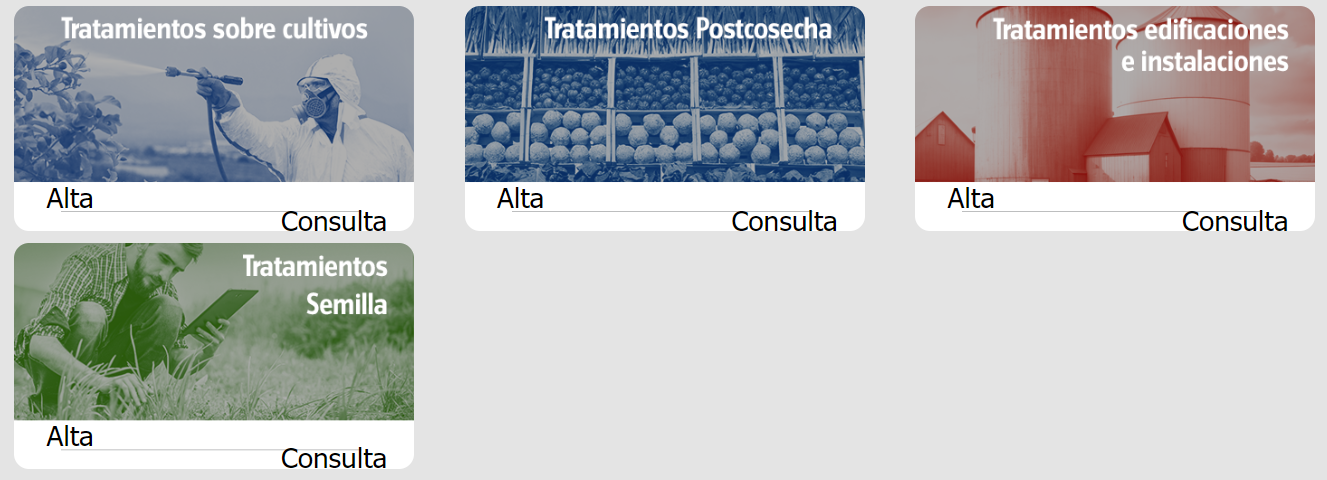 Tratamientos sobre cultivos
Alta
Consulta
Tratamientos Postcosecha
Alta
Consulta
Tratamientos edificaciones
e instalaciones
Alta
Consulta
Tratamientos
Semilla
Alta
Consulta